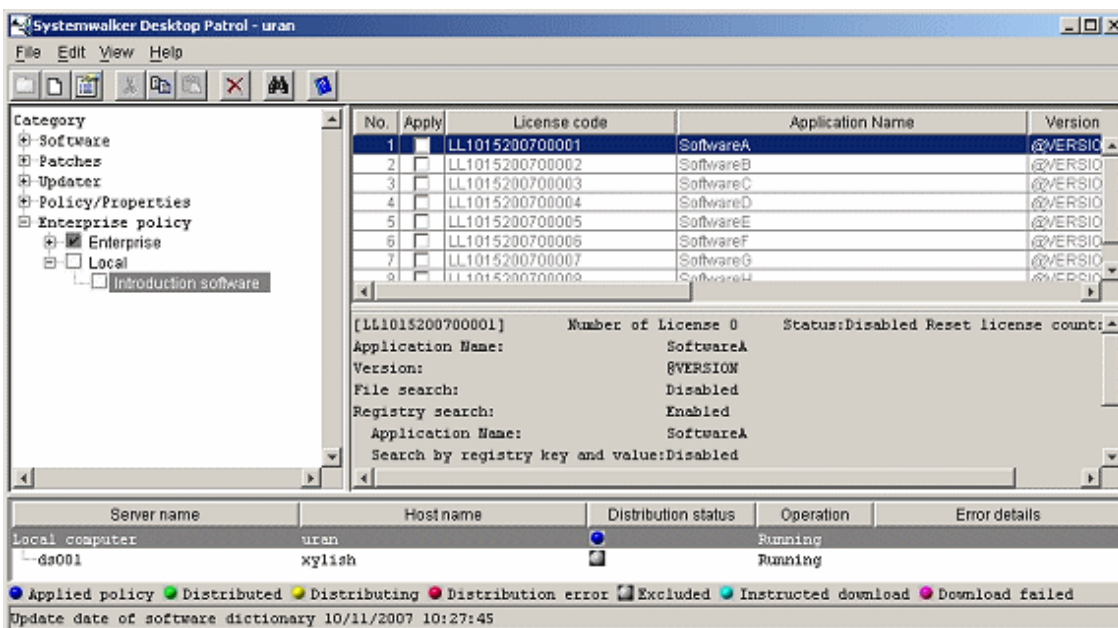 Systemwalker Desktop Patrol - uran
File Edit View Help
Category
Software
Patches
Updater
Policy/Properties
Enterprise policy
Enterprise
Local
Introduction software
No. Apply License code Application Name Version
1 LL1015200700001 SoftwareA @VERSIO
2 LL1015200700002 SoftwareB @VERSIO
3 LL1015200700003 SoftwareC @VERSIO
4 LL1015200700004 SoftwareD @VERSIO
5 LL1015200700005 SoftwareE @VERSIO
6 LL1015200700006 SoftwareF @VERSIO
7 LL1015200700007 SoftwareG @VERSIO
8 LL1015200700008 SoftwareH @VERSIO
[LL1015200700001] Number of License 0 Status:Disabled Reset license count:
Application Name: SoftwareA
Version: @VERSION
File search: Disabled
Registry search: Enabled
Application Name: SoftwareA
Search by registry key and value:Disabled
Server name Host name Distribution status Operation Error details
Local computer uran Running
ds001 xylish Running
Applied policy Distributed Distributing Distribution error Excluded Instructed download Download failed
Update date of software dictionary 10/11/2007 10:27:45